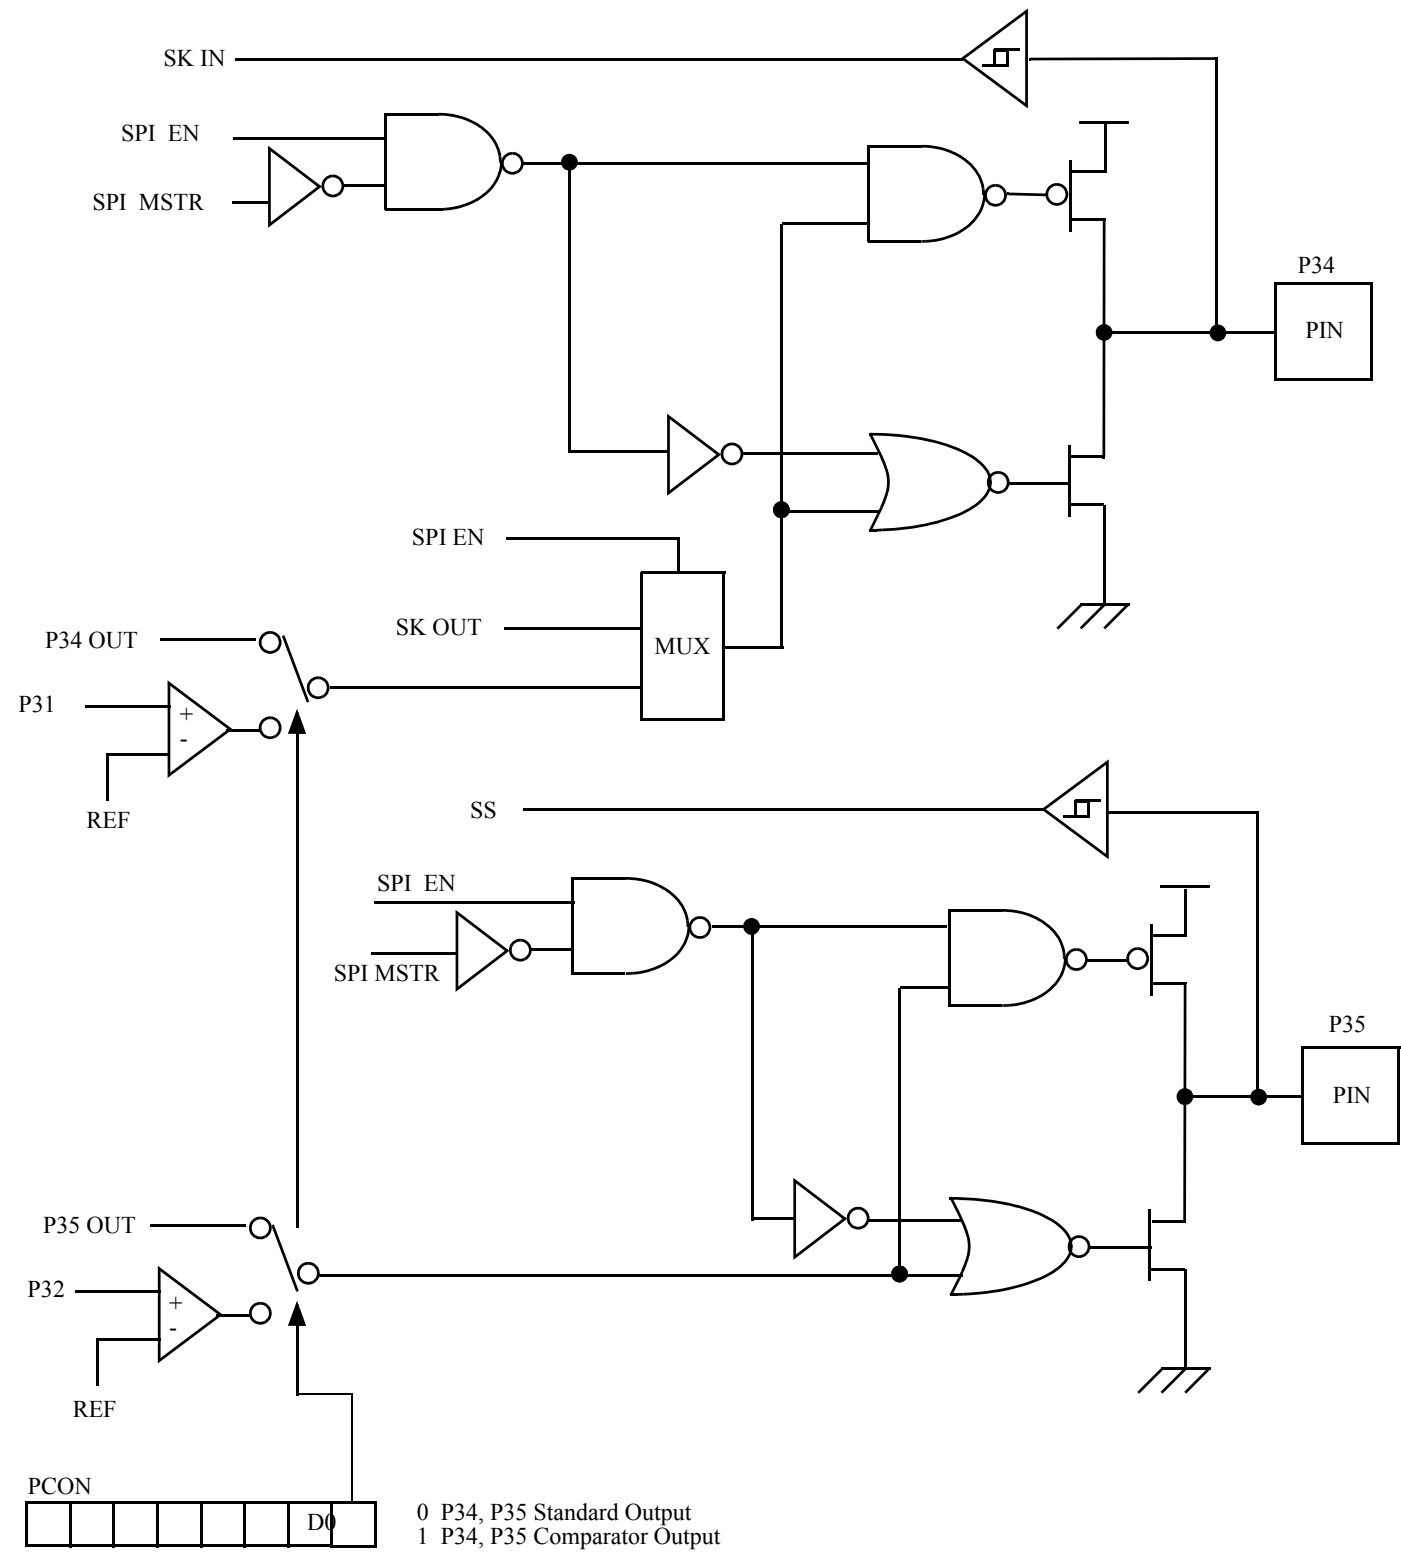 SK IN
SPI EN
SPI MSTR
P34
PIN
SPI EN
SK OUT
MUX
P34 OUT
P31
+
-
REF
SS
SPI EN
SPI MSTR
P35
PIN
P35 OUT
P32
+
-
REF
PCON
D0
0 P34, P35 Standard Output
1 P34, P35 Comparator Output